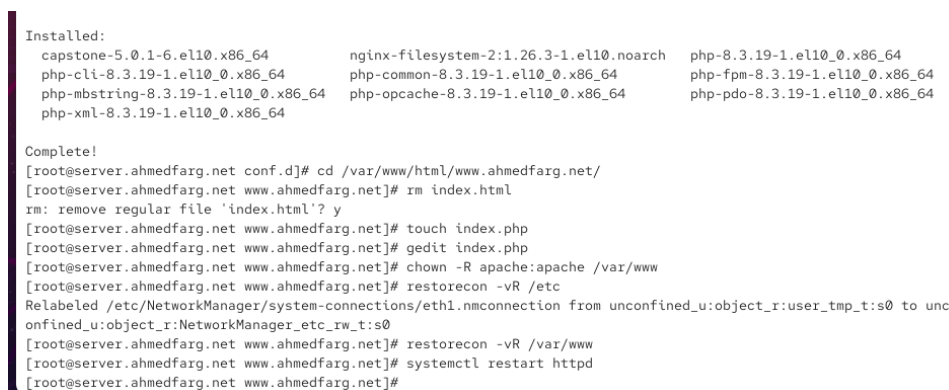 Installed:
capstone-5.0.1-6.el10.x86_64 nginx-filesystem-2:1.26.3-1.el10.noarch php-8.3.19-1.el10_0.x86_64
php-cli-8.3.19-1.el10_0.x86_64 php-common-8.3.19-1.el10_0.x86_64 php-fpm-8.3.19-1.el10_0.x86_64
php-mbstring-8.3.19-1.el10_0.x86_64 php-opcache-8.3.19-1.el10_0.x86_64 php-pdo-8.3.19-1.el10_0.x86_64
php-xml-8.3.19-1.el10_0.x86_64
Complete!
[root@server.ahmedfarg.net conf.d]# cd /var/www/html/www.ahmedfarg.net/
[root@server.ahmedfarg.net www.ahmedfarg.net]# rm index.html
rm: remove regular file 'index.html'? y
[root@server.ahmedfarg.net www.ahmedfarg.net]# touch index.php
[root@server.ahmedfarg.net www.ahmedfarg.net]# gedit index.php
[root@server.ahmedfarg.net www.ahmedfarg.net]# chown -R apache:apache /var/www
[root@server.ahmedfarg.net www.ahmedfarg.net]# restorecon -vR /etc
Relabeled /etc/NetworkManager/system-connections/eth1.nmconnection from unconfined_u:object_r:user_tmp_t:s0 to unc
onfined_u:object_r:NetworkManager_etc_rw_t:s0
[root@server.ahmedfarg.net www.ahmedfarg.net]# restorecon -vR /var/www
[root@server.ahmedfarg.net www.ahmedfarg.net]# systemctl restart httpd
[root@server.ahmedfarg.net www.ahmedfarg.net]#